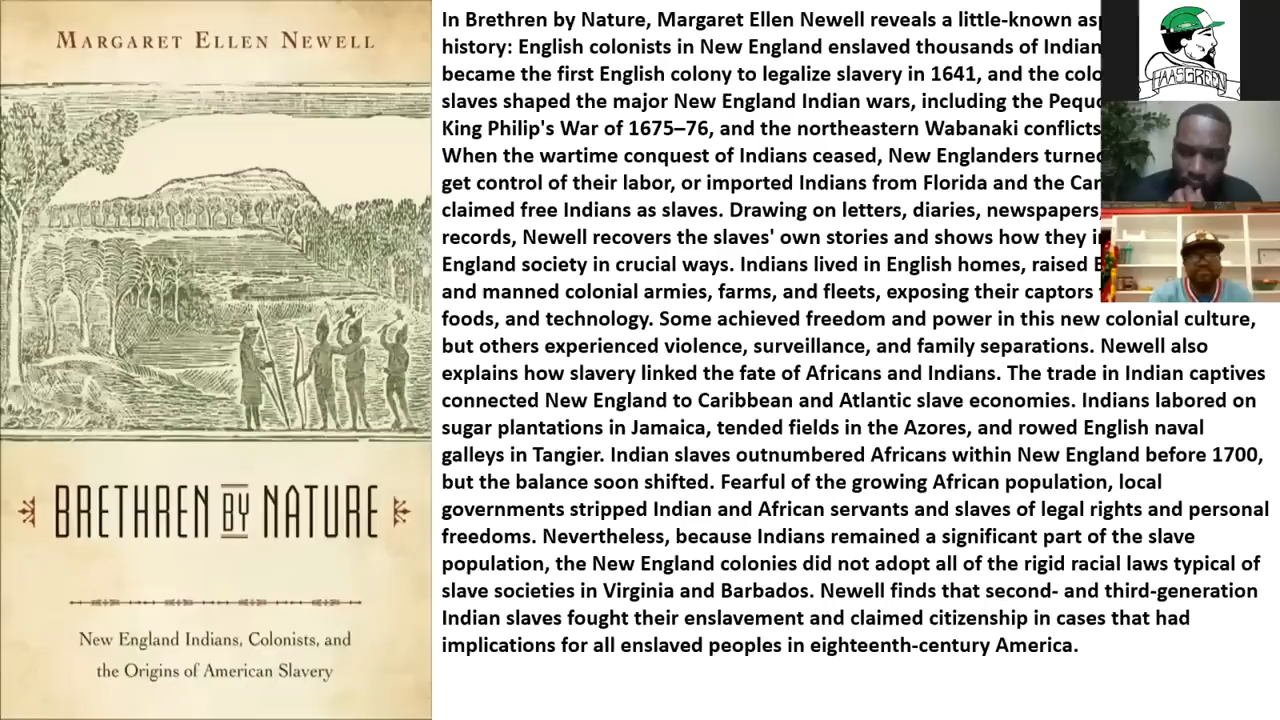 MARGARET ELLEN NEWELL
BRETHREN BY NATURE
New England Indians, Colonists, and
the Origins of American Slavery
In Brethren by Nature, Margaret Ellen Newell reveals a little-known
history: English colonists in New England enslaved thousands of
became the first English colony to legalize slavery in 1641, and the
slaves shaped the major New England Indian wars, including the
King Philip's War of 1675–76, and the northeastern Wabanaki conflicts
When the wartime conquest of Indians ceased, New Englanders
get control of their labor, or imported Indians from Florida and the
claimed free Indians as slaves. Drawing on letters, diaries, newspapers,
records, Newell recovers the slaves' own stories and shows how they
England society in crucial ways. Indians lived in English homes, raised
and manned colonial armies, farms, and fleets, exposing their captors
foods, and technology. Some achieved freedom and power in this new colonial culture,
but others experienced violence, surveillance, and family separations. Newell also
explains how slavery linked the fate of Africans and Indians. The trade in Indian captives
connected New England to Caribbean and Atlantic slave economies. Indians labored on
sugar plantations in Jamaica, tended fields in the Azores, and rowed English naval
galleys in Tangier. Indian slaves outnumbered Africans within New England before 1700,
but the balance soon shifted. Fearful of the growing African population, local
governments stripped Indian and African servants and slaves of legal rights and personal
freedoms. Nevertheless, because Indians remained a significant part of the slave
population, the New England colonies did not adopt all of the rigid racial laws typical of
slave societies in Virginia and Barbados. Newell finds that second- and third-generation
Indian slaves fought their enslavement and claimed citizenship in cases that had
implications for all enslaved peoples in eighteenth-century America.
HAASGREEN